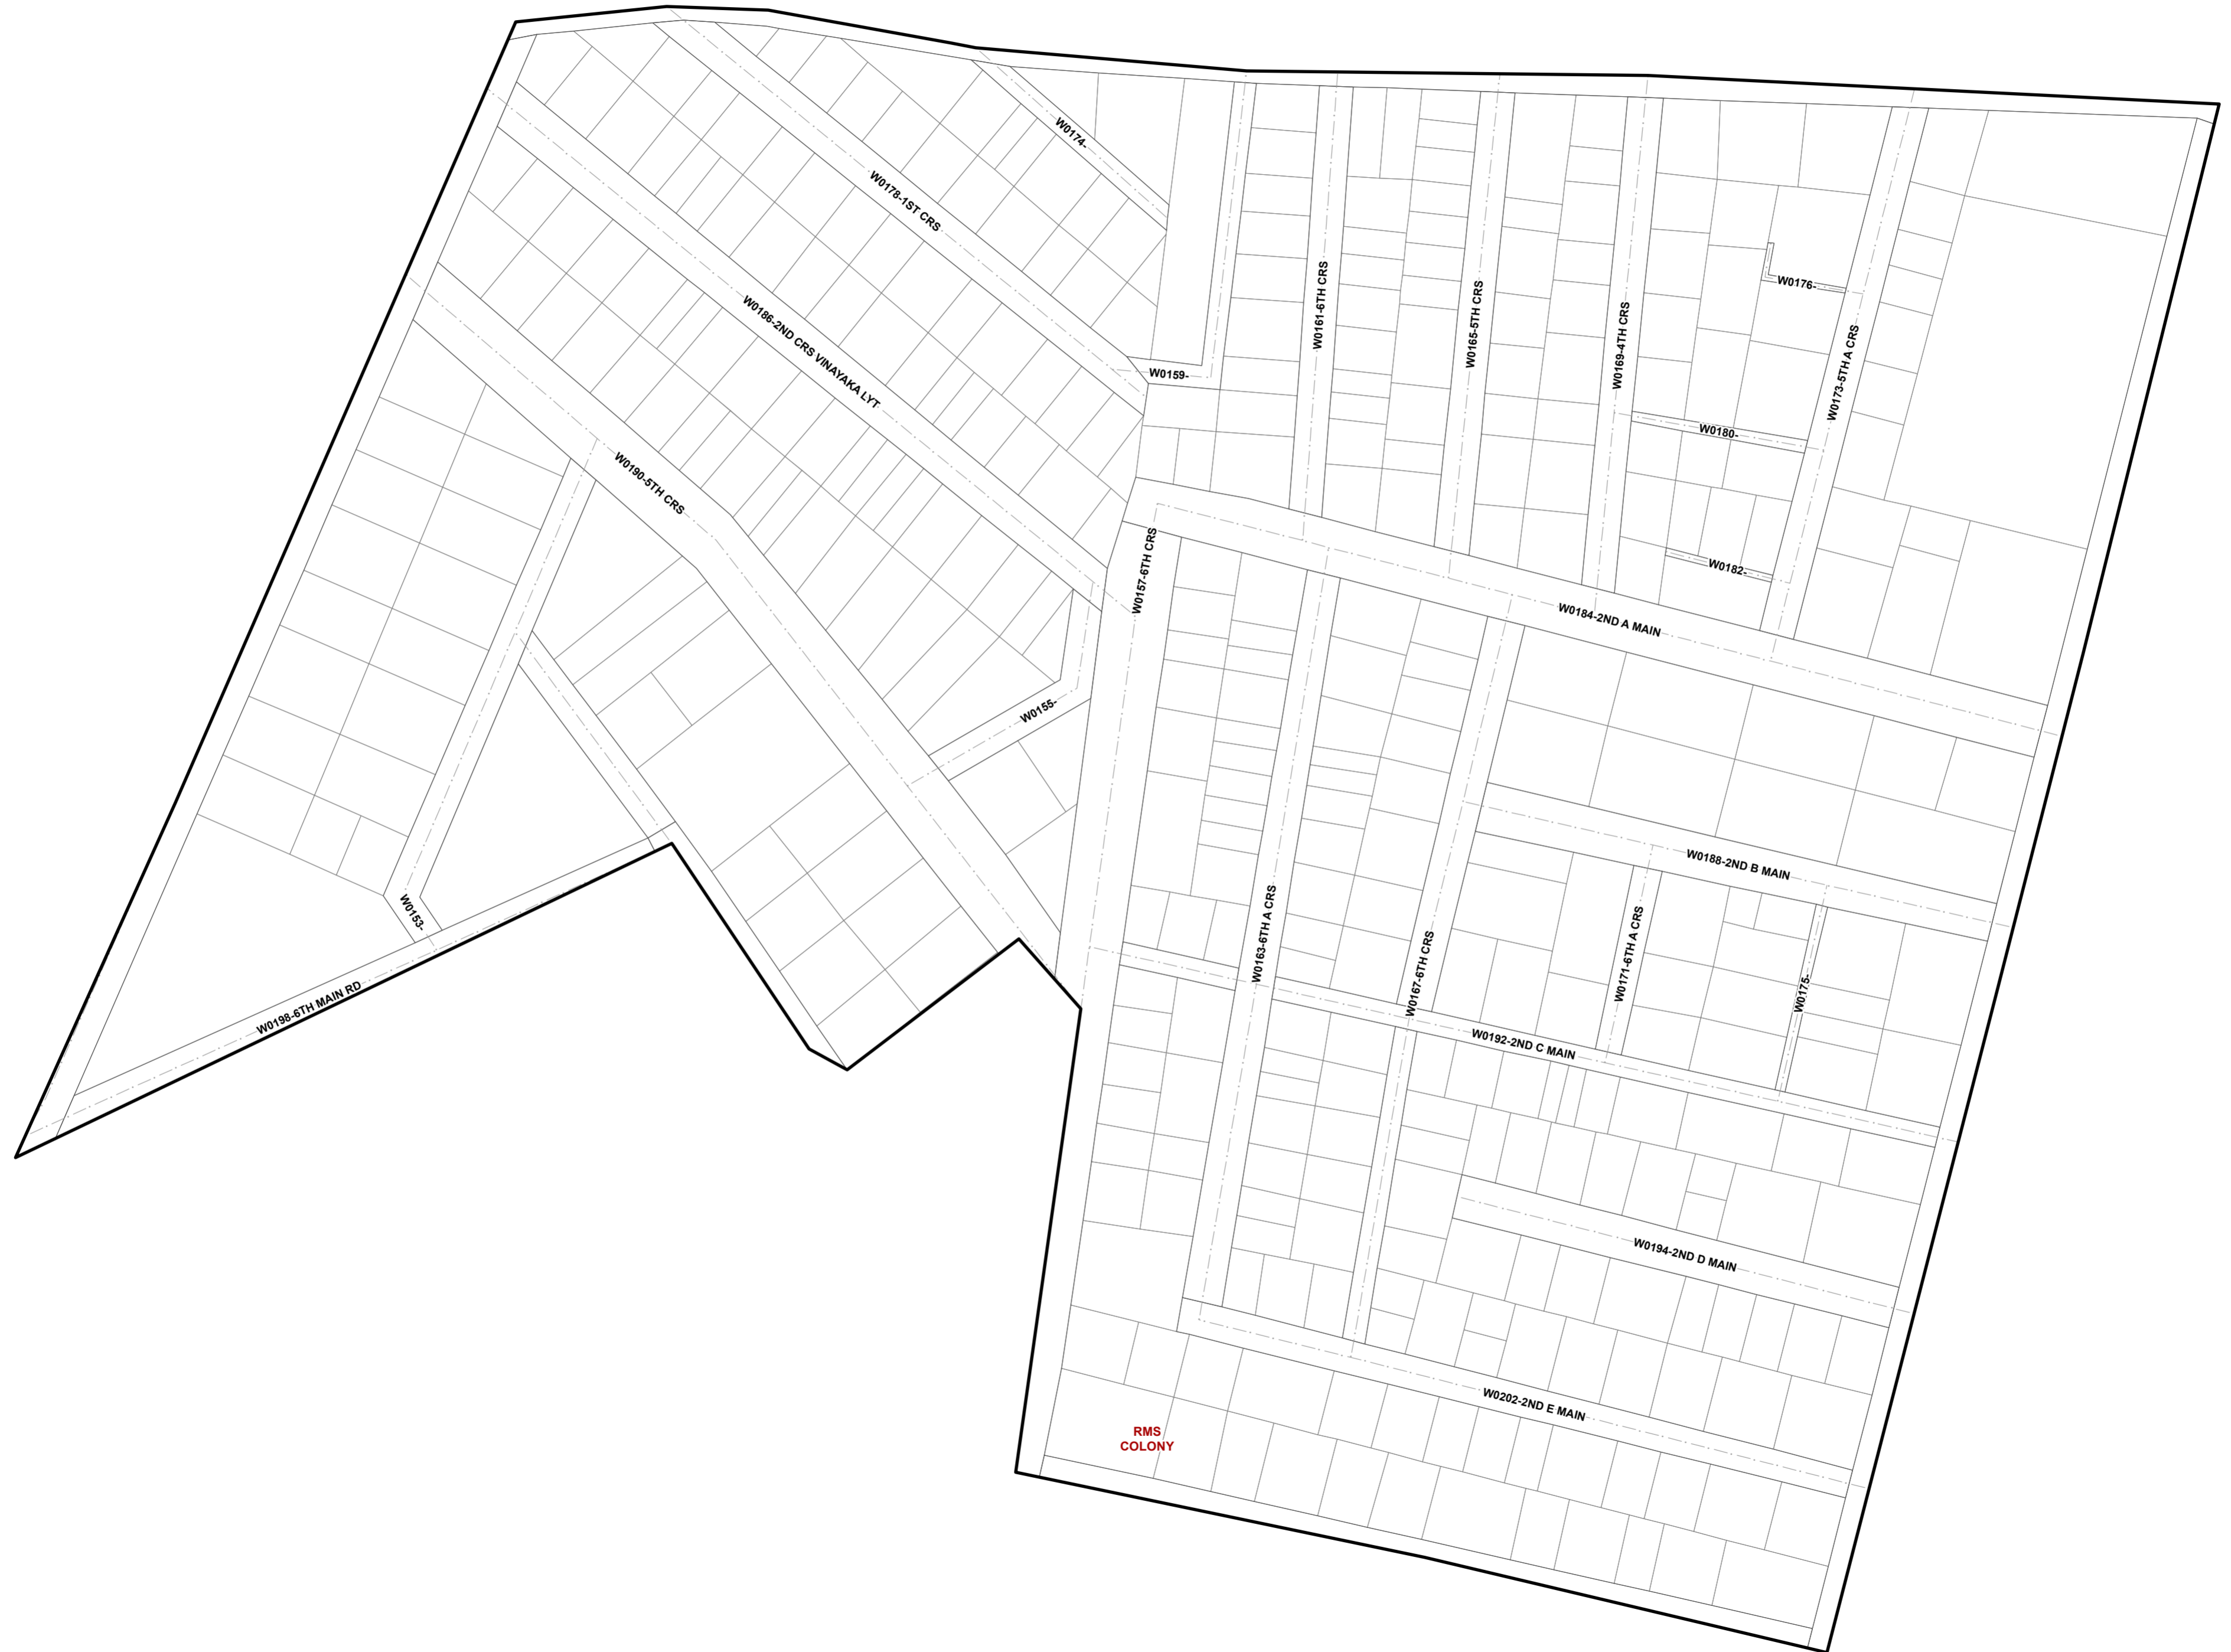 W0174-
W0178-1ST CRS
W0161-6TH CRS
W0165-5TH CRS
W0169-4TH CRS
W0176-
W0173-5TH A CRS
W0186-2ND CRS VINAYAKA LYT
W0159-
W0180-
W0190-5TH CRS
W0157-6TH CRS
W0182-
W0184-2ND A MAIN
W0155-
W0188-2ND B MAIN
W0153-
W0163-6TH A CRS
W0167-6TH CRS
W0171-6TH A CRS
W0175-
W0198-6TH MAIN RD
W0192-2ND C MAIN
W0194-2ND D MAIN
W0202-2ND E MAIN
RMS
COLONY